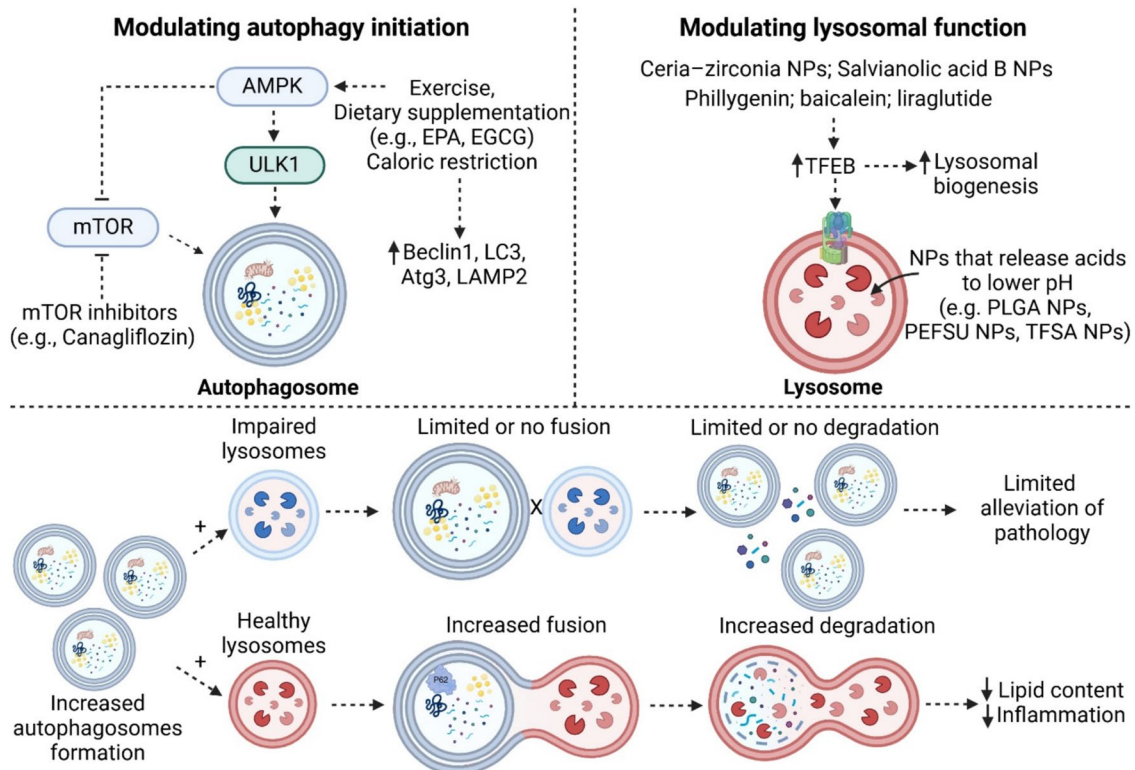 Modulating autophagy initiation
AMPK
ULK1
mTOR
mTOR inhibitors
(e.g., Canagliflozin)
Exercise,
Dietary supplementation
(e.g., EPA, EGCG)
Caloric restriction
Beclin1, LC3,
Atg3, LAMP2
Autophagosome
Modulating lysosomal function
Ceria–zirconia NPs; Salvianolic acid B NPs
Phillygenin; baicalein; liraglutide
TFEB
Lysosomal
biogenesis
NPs that release acids
to lower pH
(e.g. PLGA NPs,
PEFSU NPs, TFSA NPs)
Lysosome
Increased
autophagosomes
formation
+
Impaired
lysosomes
Limited or no fusion
X
Limited or no degradation
Limited
alleviation of
pathology
+
Healthy
lysosomes
Increased fusion
P62
Increased degradation
Lipid content
Inflammation